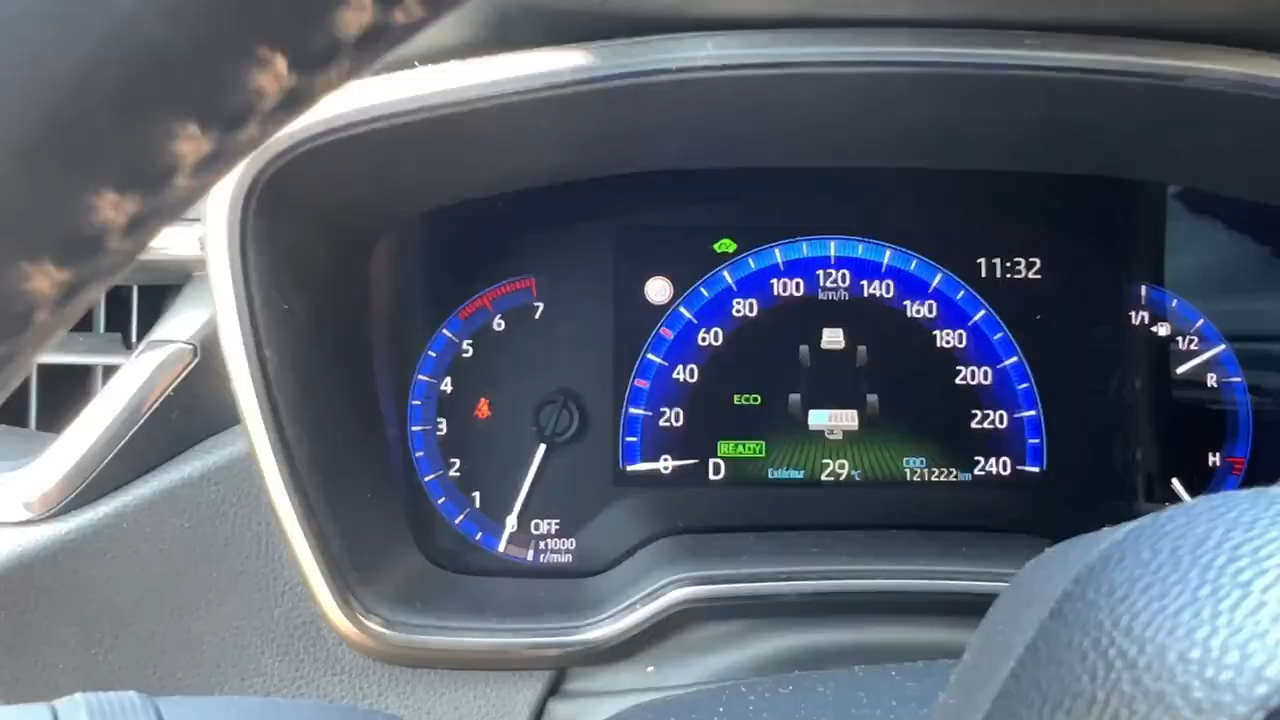 7
6
5
4
3
2
1
0
OFF
x1000
r/min
0
20
40
60
80
100
120
km/h
140
160
180
200
220
240
11:32
ECO
READY
D
Extérieur 29°C
ODO
121222 km
1/1
1/2
R
H